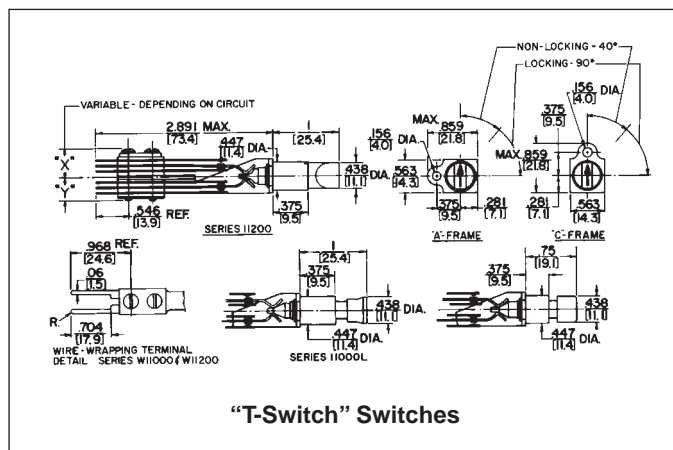 NON-LOCKING-40°
LOCKING-90°
VARIABLE - DEPENDING ON CIRCUIT
2.891 MAX.
[73.4]
1
[25.4]
.447 DIA.
[11.4]
.156 DIA.
[4.0]
MAX. .859
[21.8]
.156 DIA.
[4.0]
.375
[9.5]
MAX. .859
[21.8]
"X"
"Y"
.438 DIA.
[11.1]
.563
[14.3]
.546 REF.
[13.9]
.375
[9.5]
.375
[9.5]
.281
[7.1]
.281
[7.1]
.563
[14.3]
SERIES 11200
"A"-FRAME
"C"-FRAME
.968 REF.
[24.6]
.06
[1.5]
R.
.704
[17.9]
WIRE-WRAPPING TERMINAL
DETAIL SERIES W11000 & W11200
1
[25.4]
.375
[9.5]
.438 DIA.
[11.1]
.447 DIA.
[11.4]
SERIES 11000L
.75
[19.1]
.375
[9.5]
.438
[11.1]
.447 DIA.
[11.4]
“T-Switch” Switches